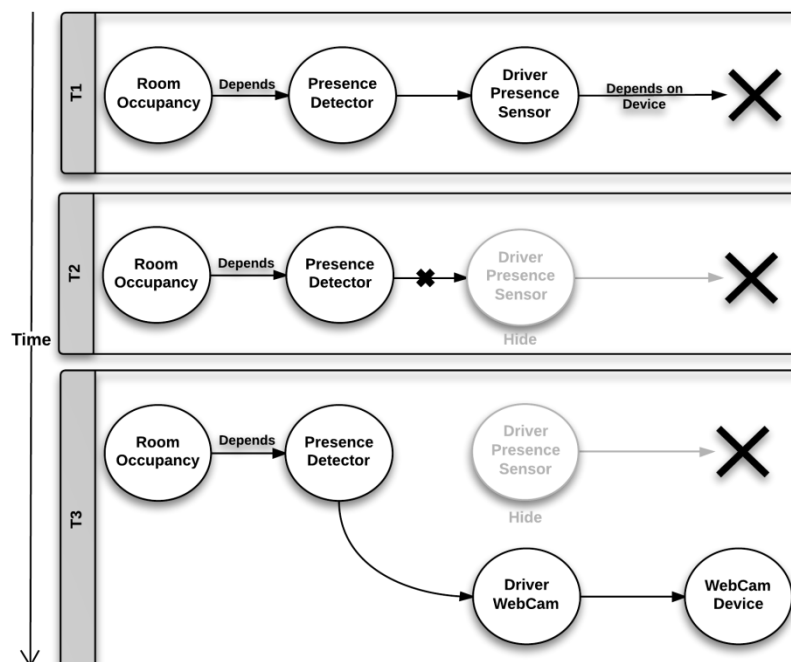 T1
Room
Occupancy
Depends
Presence
Detector
Driver
Presence
Sensor
Depends on
Device
T2
Room
Occupancy
Depends
Presence
Detector
Driver
Presence
Sensor
Hide
Time
T3
Room
Occupancy
Depends
Presence
Detector
Driver
Presence
Sensor
Hide
Driver
WebCam
WebCam
Device